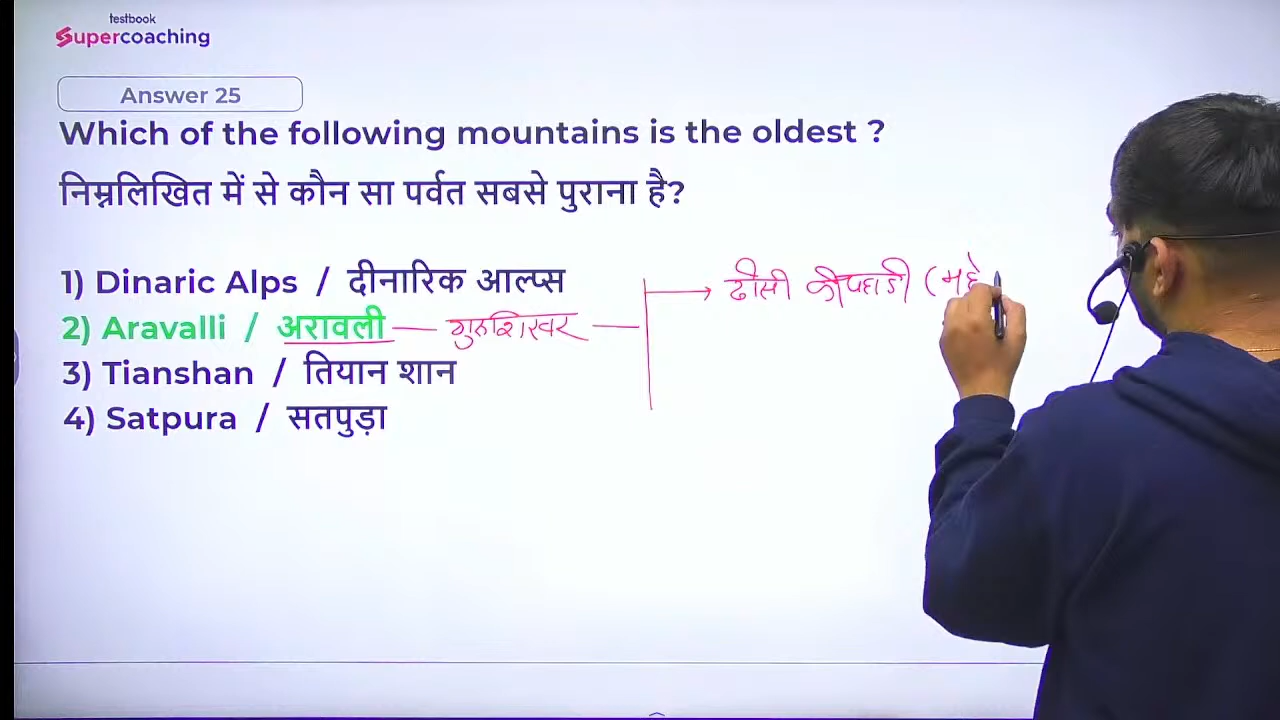 testbook
Supercoaching
Answer 25
Which of the following mountains is the oldest ?
निम्नलिखित में से कौन सा पर्वत सबसे पुराना है?
1) Dinaric Alps / दीनारिक आल्प्स
2) Aravalli / अरावली — गुरुशिखर —
3) Tianshan / तियान शान
4) Satpura / सतपुड़ा
→ ढोसी की पहाडी (महे